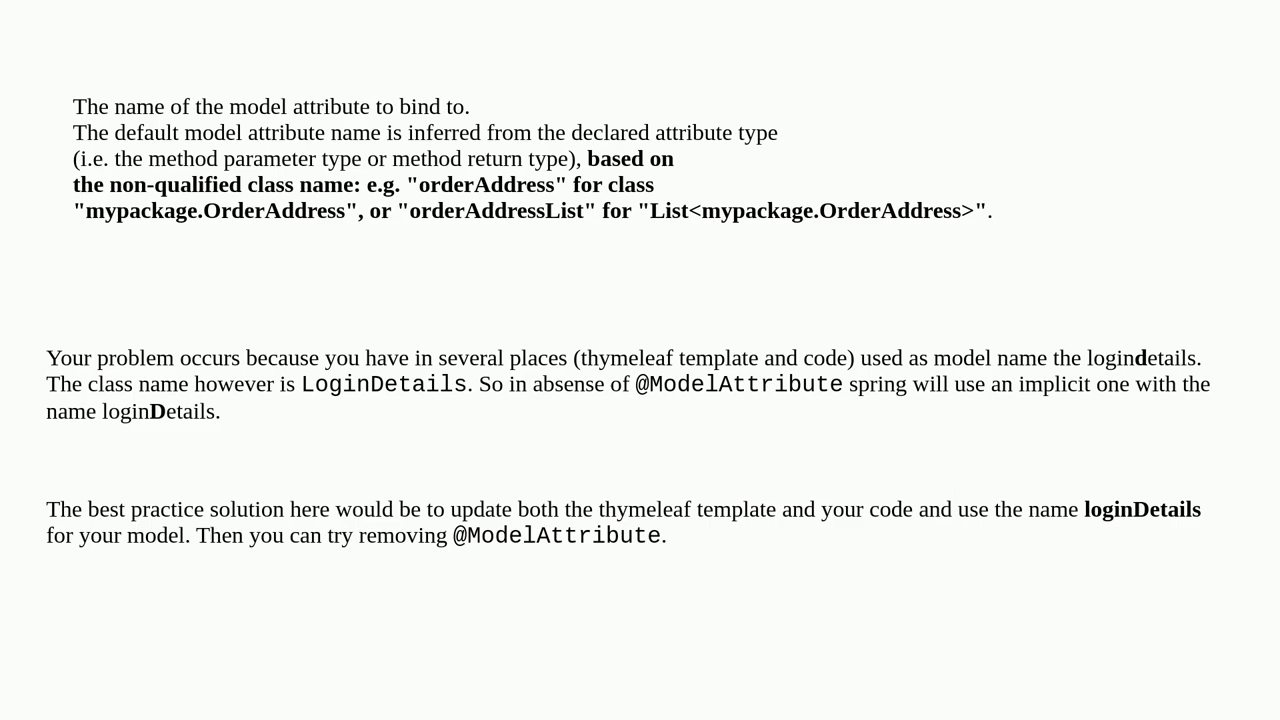 The name of the model attribute to bind to.
The default model attribute name is inferred from the declared attribute type
(i.e. the method parameter type or method return type), based on
the non-qualified class name: e.g. "orderAddress" for class
"mypackage.OrderAddress", or "orderAddressList" for "List<mypackage.OrderAddress>".
Your problem occurs because you have in several places (thymeleaf template and code) used as model name the logindetails.
The class name however is LoginDetails. So in absense of @ModelAttribute spring will use an implicit one with the
name loginDetails.
The best practice solution here would be to update both the thymeleaf template and your code and use the name loginDetails
for your model. Then you can try removing @ModelAttribute.